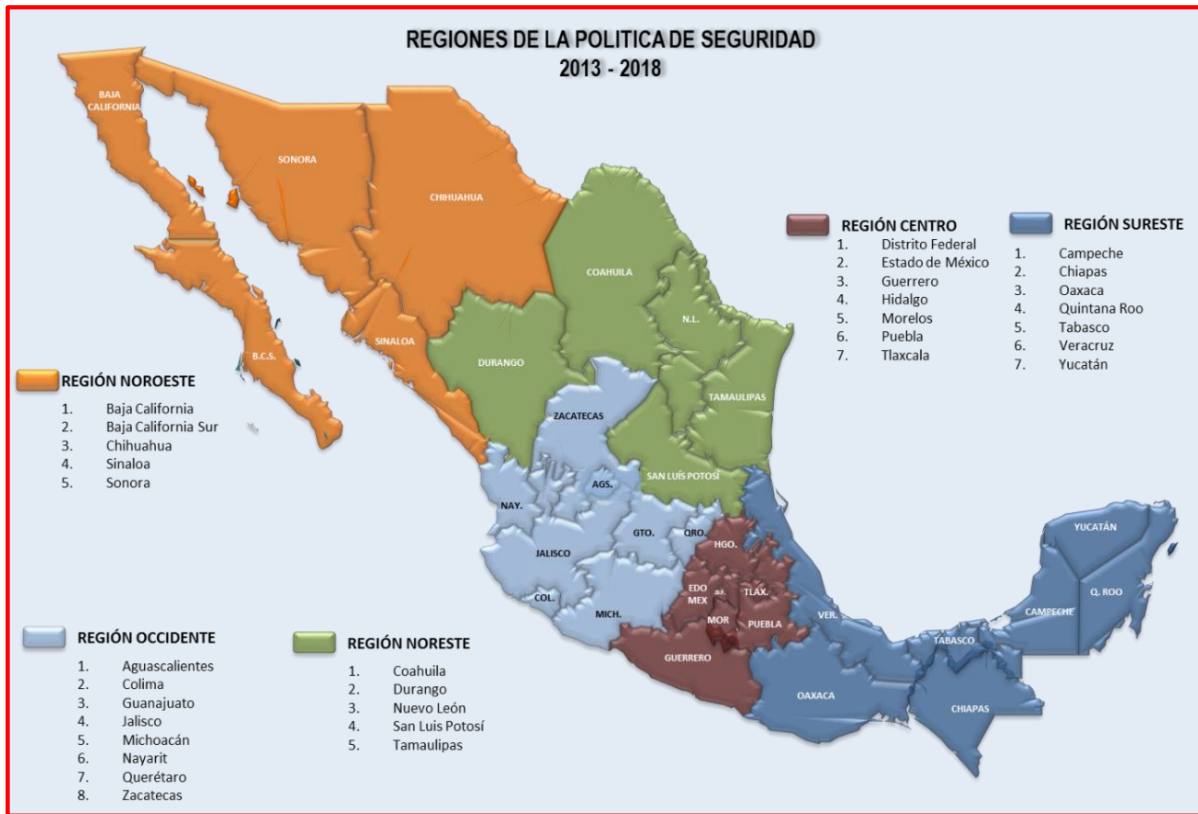 REGIONES DE LA POLITICA DE SEGURIDAD
2013 - 2018
BAJA
CALIFORNIA
SONORA
CHIHUAHUA
COAHUILA
N.L.
SINALOA
DURANGO
B.C.S.
TAMAULIPAS
ZACATECAS
SAN LUÍS POTOSÍ
AGS.
NAY.
GTO.
QRO.
HGO.
JALISCO
EDO
MEX
D.F.
TLAX.
COL.
MICH.
MOR
PUEBLA
VER.
GUERRERO
OAXACA
TABASCO
CHIAPAS
CAMPECHE
YUCATÁN
Q. ROO
REGIÓN CENTRO
1. Distrito Federal
2. Estado de México
3. Guerrero
4. Hidalgo
5. Morelos
6. Puebla
7. Tlaxcala
REGIÓN SURESTE
1. Campeche
2. Chiapas
3. Oaxaca
4. Quintana Roo
5. Tabasco
6. Veracruz
7. Yucatán
REGIÓN NOROESTE
1. Baja California
2. Baja California Sur
3. Chihuahua
4. Sinaloa
5. Sonora
REGIÓN OCCIDENTE
1. Aguascalientes
2. Colima
3. Guanajuato
4. Jalisco
5. Michoacán
6. Nayarit
7. Querétaro
8. Zacatecas
REGIÓN NORESTE
1. Coahuila
2. Durango
3. Nuevo León
4. San Luis Potosí
5. Tamaulipas